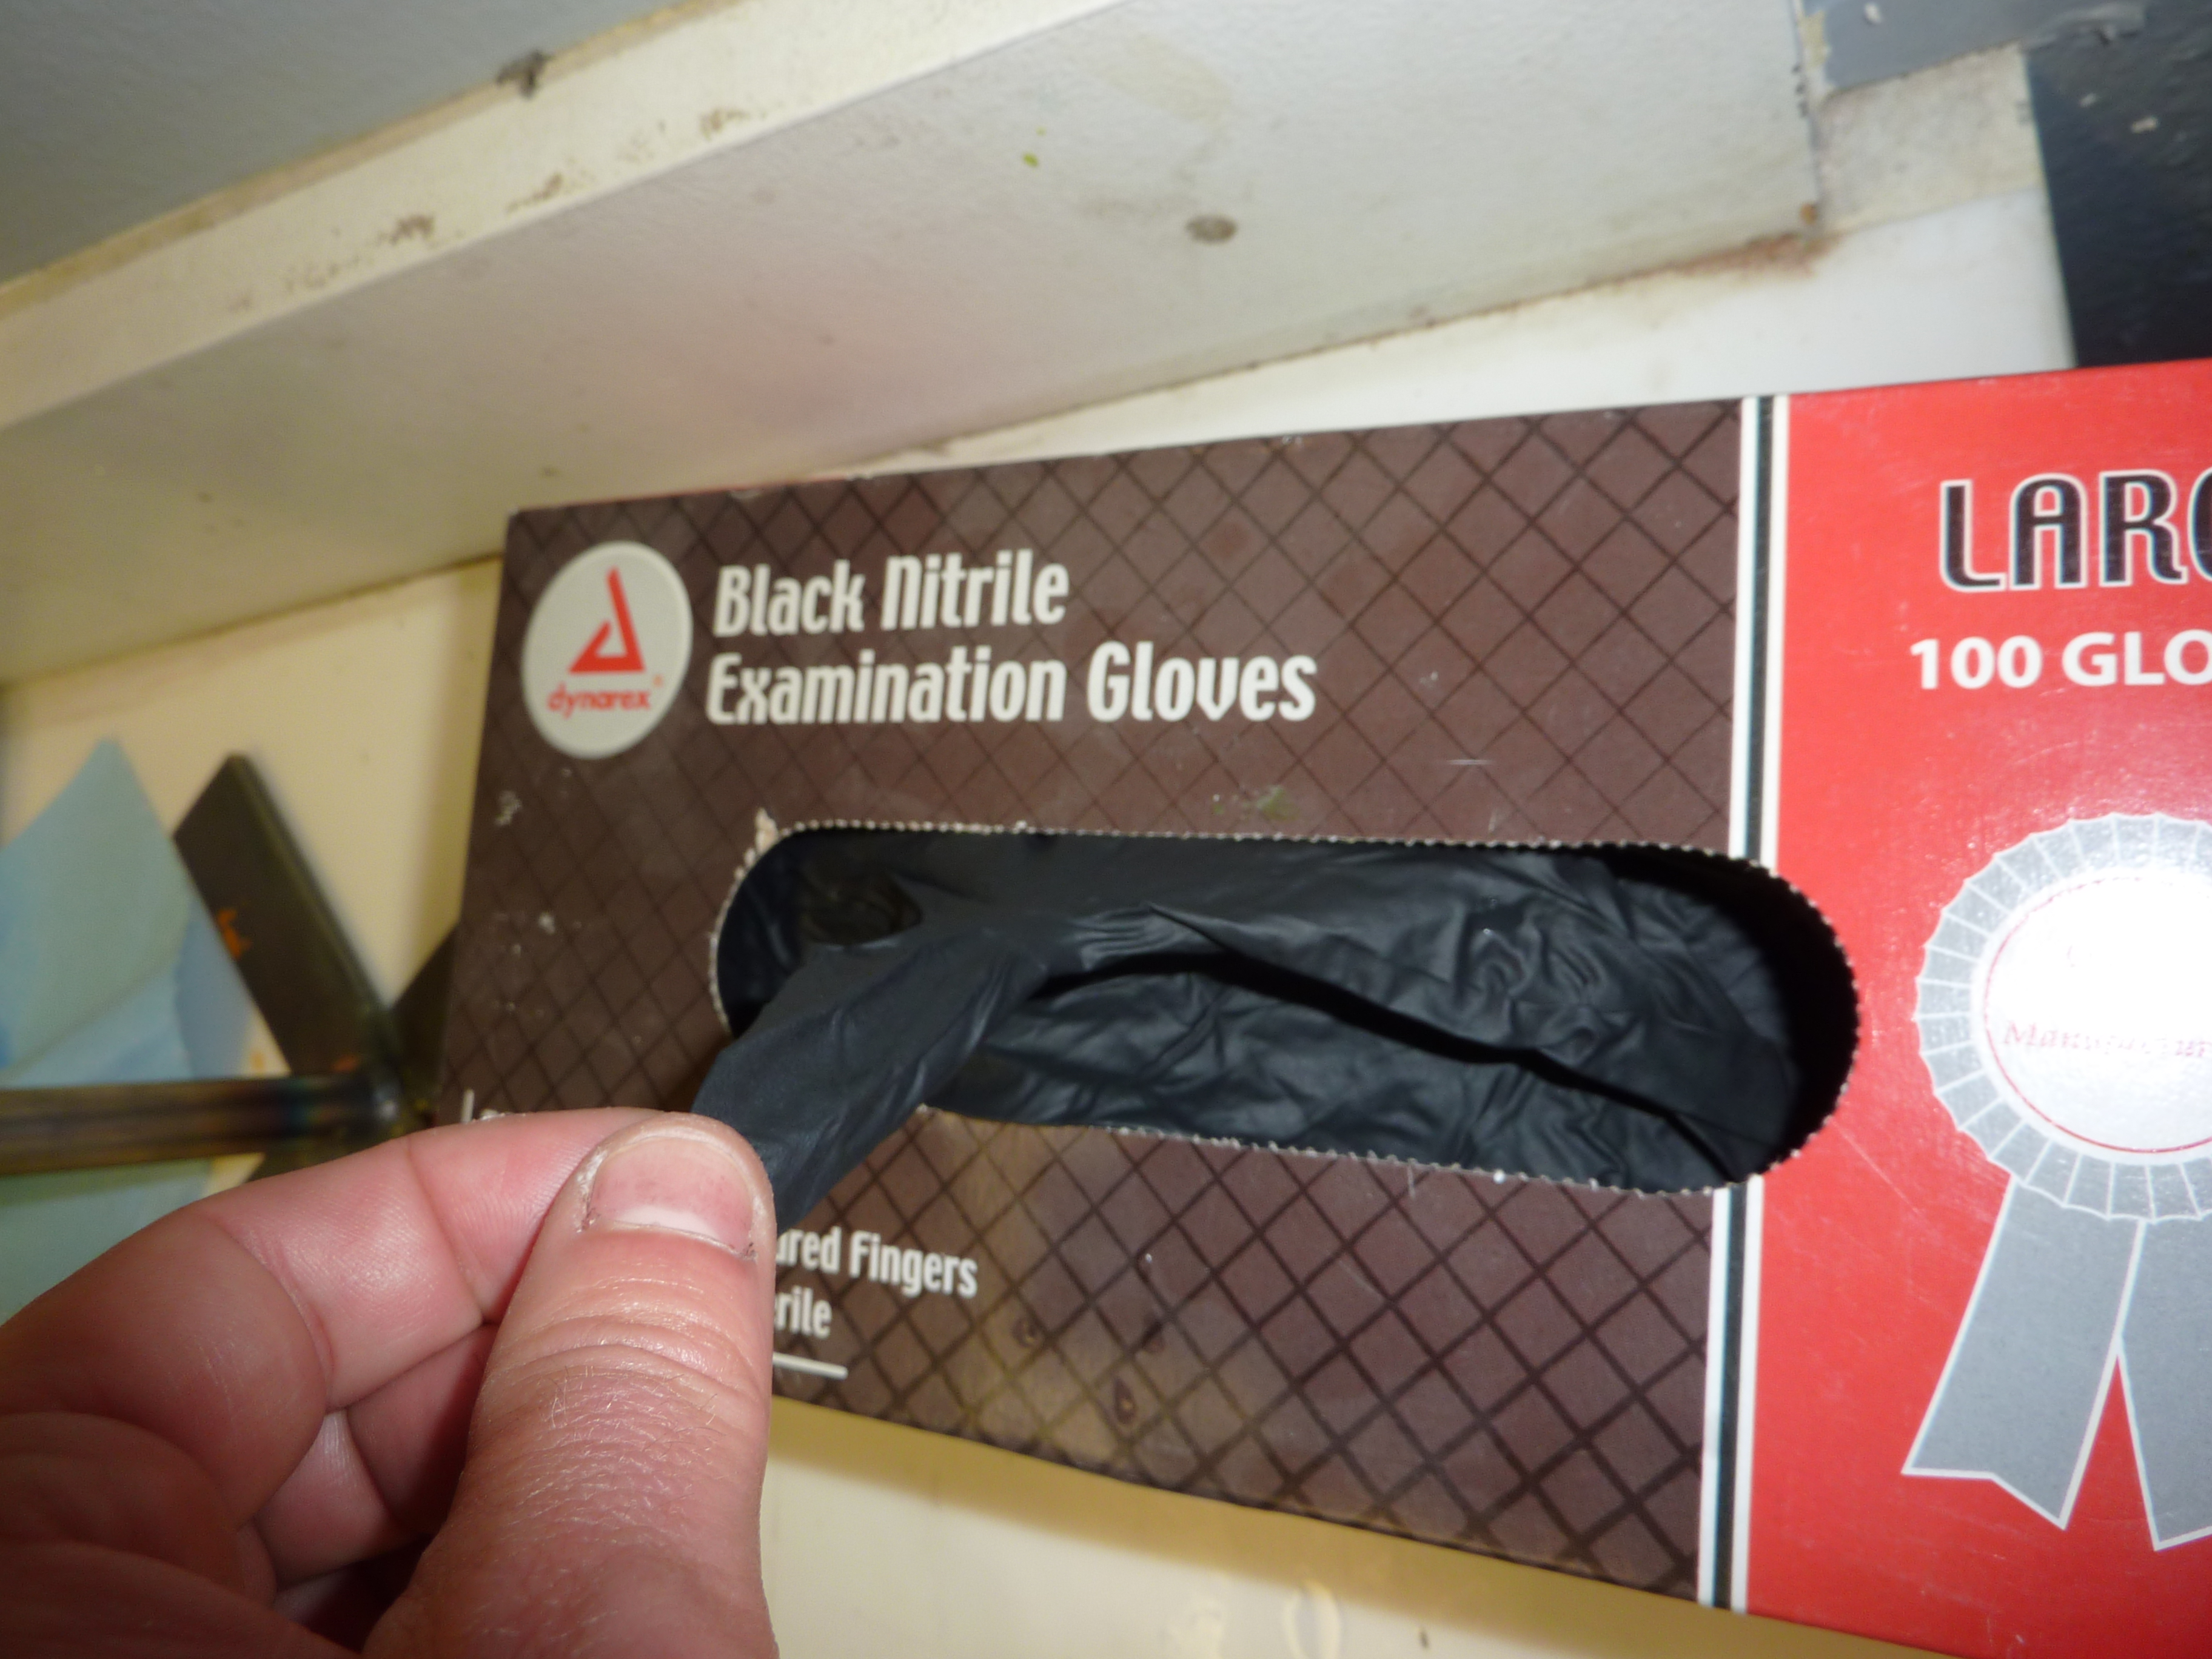 dynarex
Black Nitrile
Examination Gloves
LARG
100 GLO
ured Fingers
rile